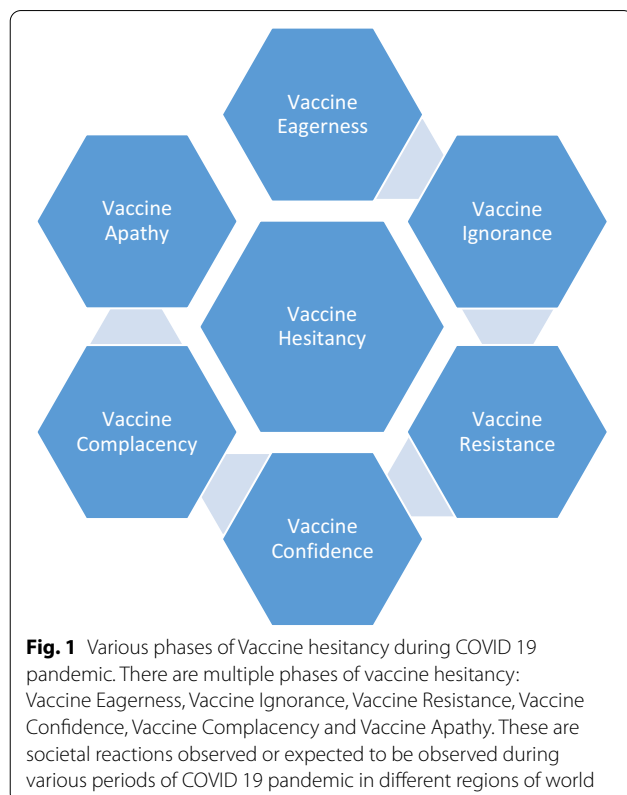 Vaccine
Eagerness
Vaccine
Ignorance
Vaccine
Resistance
Vaccine
Confidence
Vaccine
Complacency
Vaccine
Apathy
Vaccine
Hesitancy
Fig. 1 Various phases of Vaccine hesitancy during COVID 19
pandemic. There are multiple phases of vaccine hesitancy:
Vaccine Eagerness, Vaccine Ignorance, Vaccine Resistance, Vaccine
Confidence, Vaccine Complacency and Vaccine Apathy. These are
societal reactions observed or expected to be observed during
various periods of COVID 19 pandemic in different regions of world